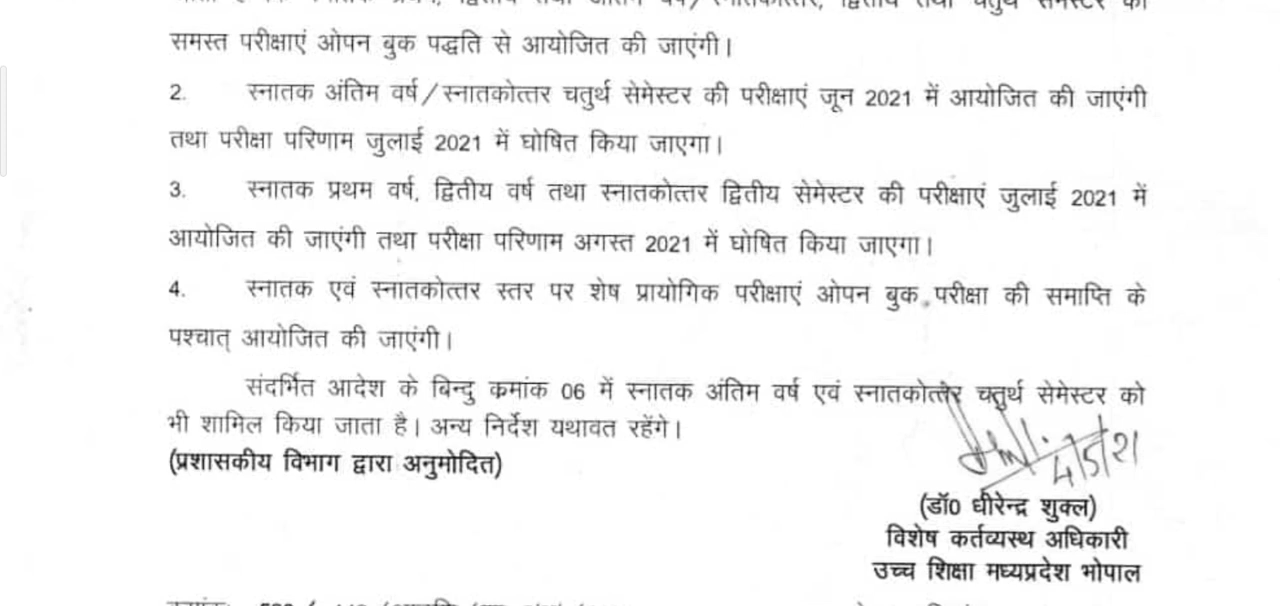 द्वितीय तथा चतुर्थ सेमेस्टर की
समस्त परीक्षाएं ओपन बुक पद्धति से आयोजित की जाएंगी।
2. स्नातक अंतिम वर्ष/स्नातकोत्तर चतुर्थ सेमेस्टर की परीक्षाएं जून 2021 में आयोजित की जाएंगी
तथा परीक्षा परिणाम जुलाई 2021 में घोषित किया जाएगा।
3. स्नातक प्रथम वर्ष, द्वितीय वर्ष तथा स्नातकोत्तर द्वितीय सेमेस्टर की परीक्षाएं जुलाई 2021 में
आयोजित की जाएंगी तथा परीक्षा परिणाम अगस्त 2021 में घोषित किया जाएगा।
4. स्नातक एवं स्नातकोत्तर स्तर पर शेष प्रायोगिक परीक्षाएं ओपन बुक परीक्षा की समाप्ति के
पश्चात् आयोजित की जाएंगी।
संदर्भित आदेश के बिन्दु कमांक 06 में स्नातक अंतिम वर्ष एवं स्नातकोत्तर चतुर्थ सेमेस्टर को
भी शामिल किया जाता है। अन्य निर्देश यथावत रहेंगे।
(प्रशासकीय विभाग द्वारा अनुमोदित)
4/5/21
(डॉ0 धीरेन्द्र शुक्ल)
विशेष कर्तव्यस्थ अधिकारी
उच्च शिक्षा मध्यप्रदेश भोपाल